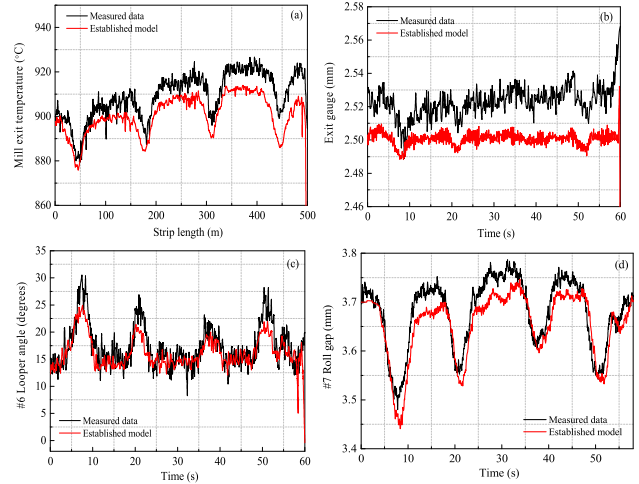 (a)
Measured data
Established model
Mill exit temperature (°C)
940
920
900
880
860
0
100
200
300
400
500
Strip length (m)
(b)
Measured data
Established model
Exit gauge (mm)
2.58
2.56
2.54
2.52
2.50
2.48
2.46
0
10
20
30
40
50
60
Time (s)
(c)
#6 Looper angle (degrees)
35
30
25
20
15
10
5
0
Measured data
Established model
0
10
20
30
40
50
60
Time (s)
(d)
#7 Roll gap (mm)
3.8
3.7
3.6
3.5
3.4
Measured data
Established model
0
10
20
30
40
50
Time (s)